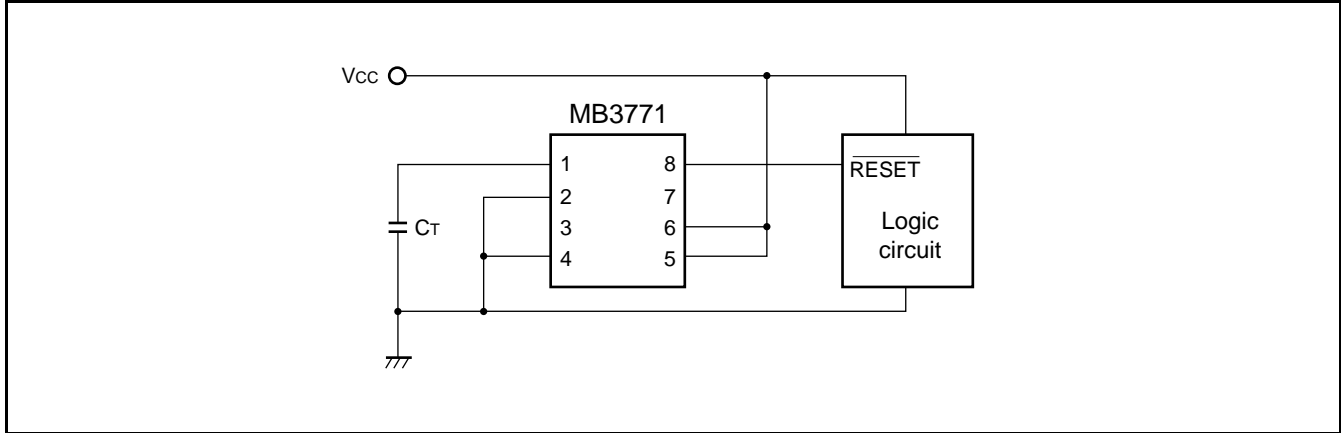 VCC
MB3771
1 8
2 7
3 6
4 5
CT
RESET
Logic
circuit